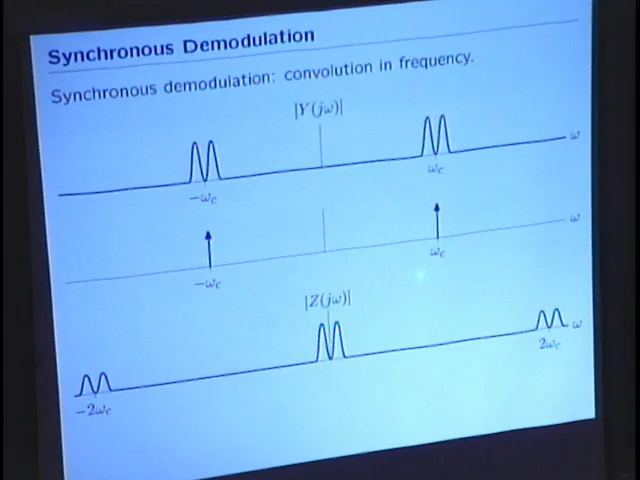 Synchronous Demodulation
Synchronous demodulation: convolution in frequency.
|Y(jω)|
ω
−ωc
ωc
ω
−ωc
ωc
|Z(jω)|
ω
−2ωc
2ωc